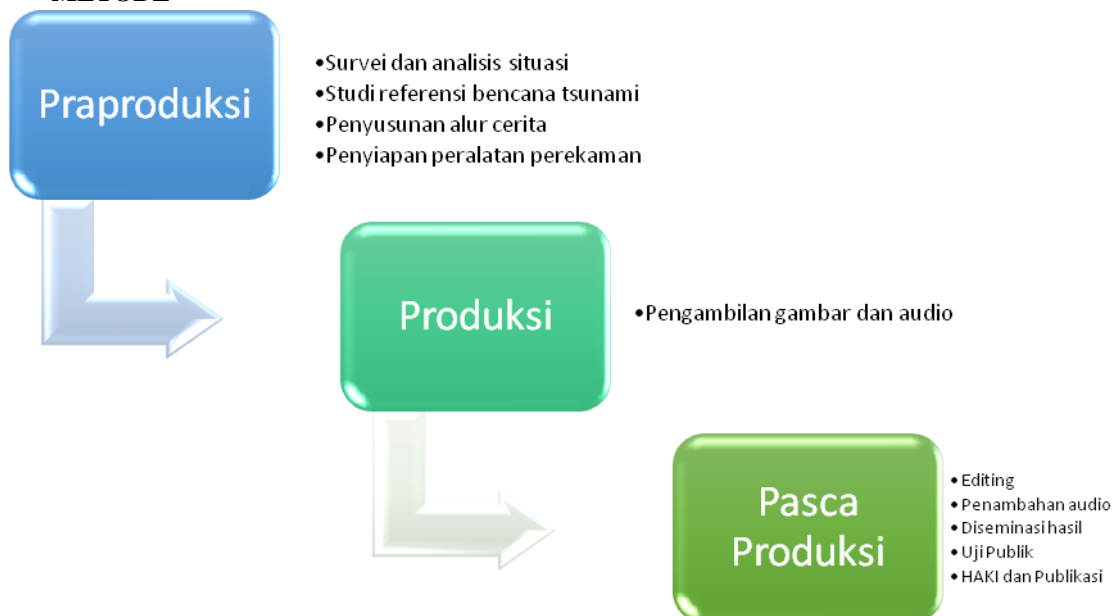 METODE
Praproduksi
•Survei dan analisis situasi
•Studi referensi bencana tsunami
•Penyusunan alur cerita
•Penyiapan peralatan perekaman
Produksi
•Pengambilan gambar dan audio
Pasca
Produksi
•Editing
•Penambahan audio
•Diseminasi hasil
•Uji Publik
•HAKI dan Publikasi